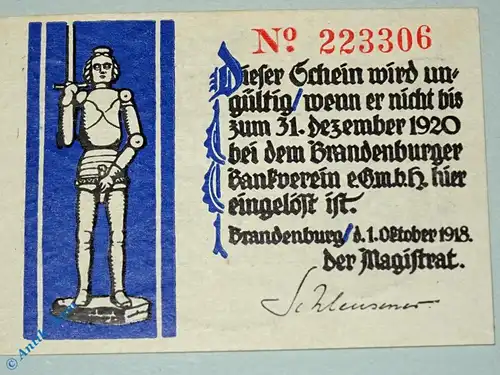 Nº 223306
Dieser Schein wird un=
gültig/wenn er nicht bis
zum 31. Dezember 1920
bei dem Brandenburger
Bankverein e.G.m.b.H. hier
eingelöst ist.
Brandenburg/d.1.Oktober 1918.
Der Magistrat.
Schleusener